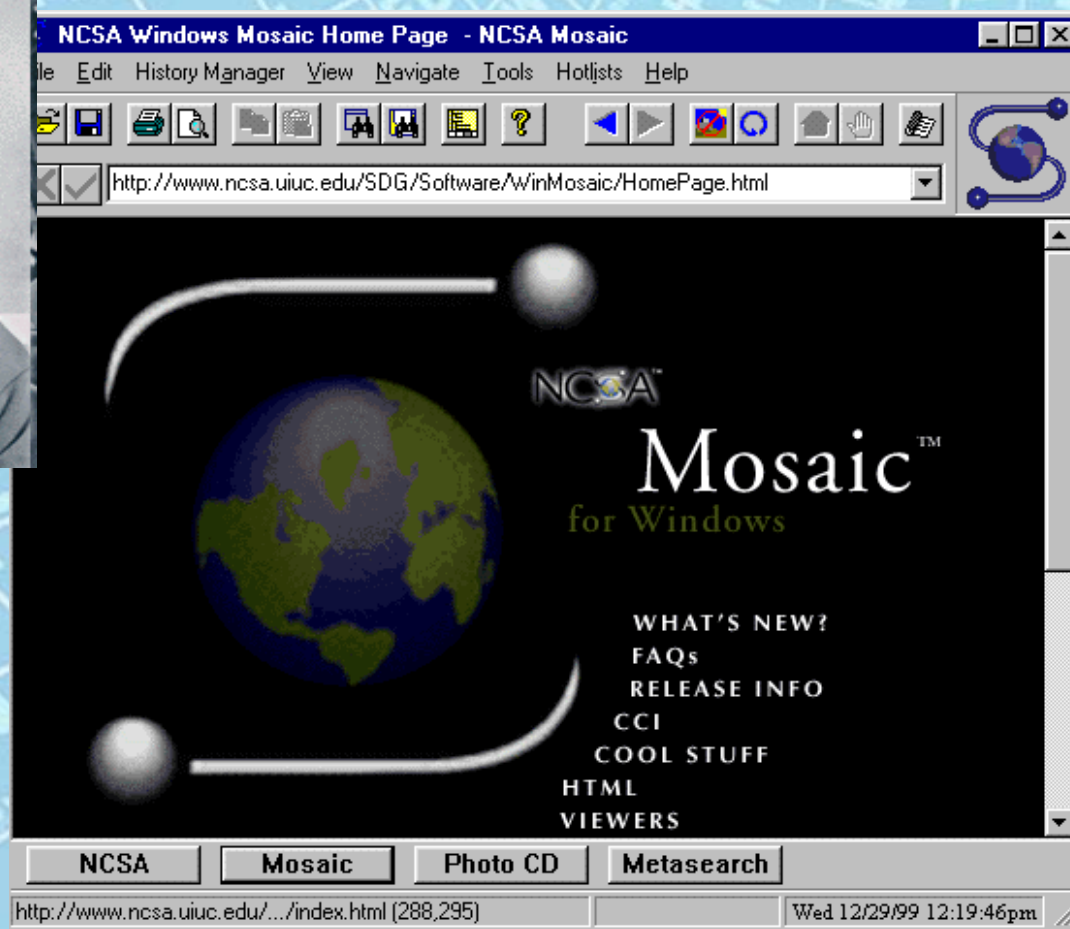 NCSA Windows Mosaic Home Page - NCSA Mosaic
ile Edit History Manager View Navigate Tools Hotlists Help
http://www.ncsa.uiuc.edu/SDG/Software/WinMosaic/HomePage.html
NCSA™
Mosaic™
for Windows
WHAT'S NEW?
FAQs
RELEASE INFO
CCI
COOL STUFF
HTML
VIEWERS
NCSA Mosaic Photo CD Metasearch
http://www.ncsa.uiuc.edu/.../index.html (288,295) Wed 12/29/99 12:19:46pm